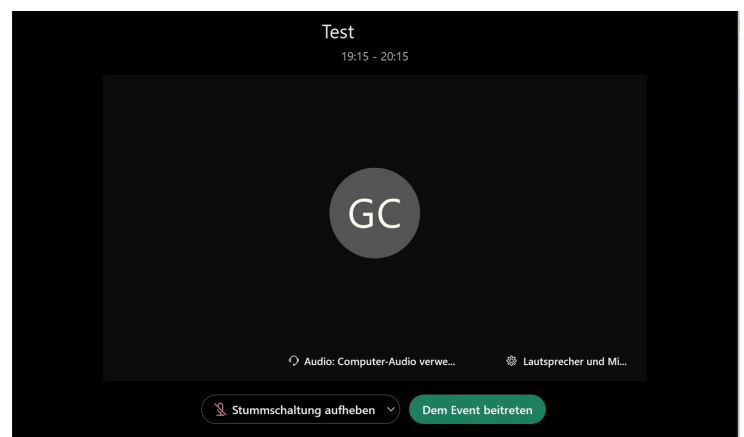 Test
19:15 - 20:15
GC
Audio: Computer-Audio verwe...
Lautsprecher und Mi...
Stummschaltung aufheben
Dem Event beitreten